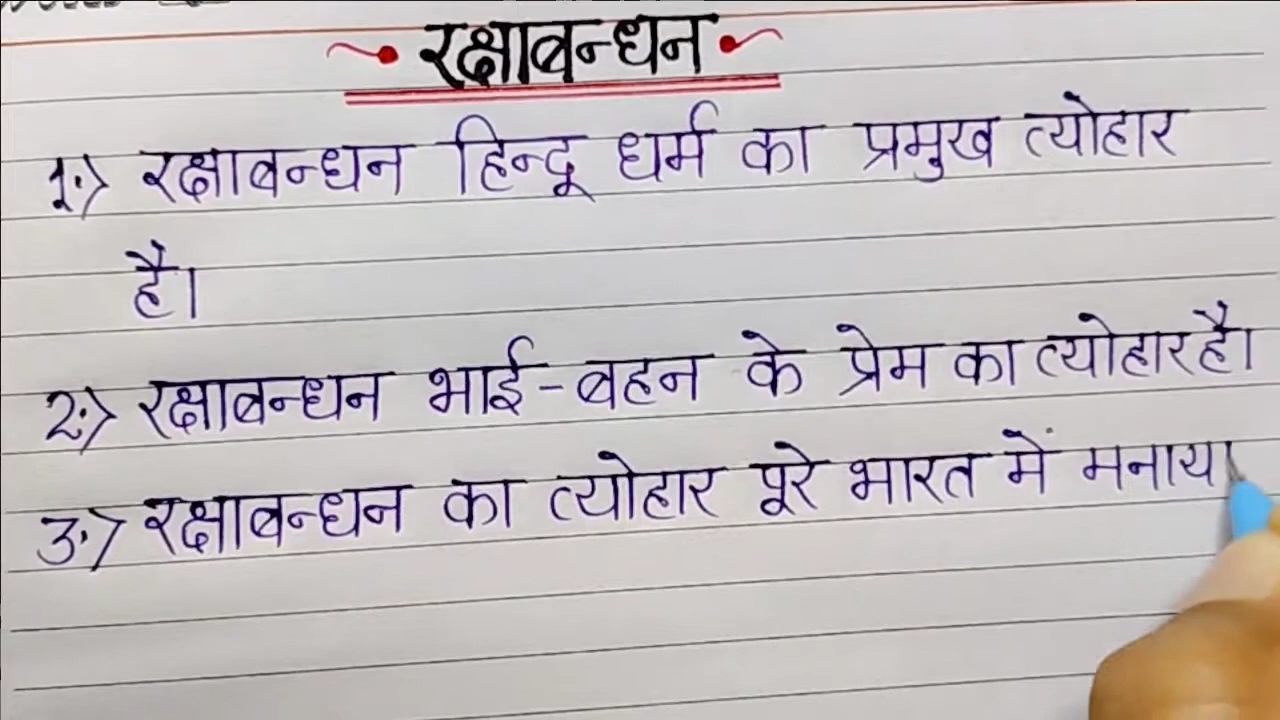 रक्षाबन्धन
1.) रक्षाबन्धन हिन्दू धर्म का प्रमुख त्योहार
है।
2.) रक्षाबन्धन भाई-बहन के प्रेम का त्योहार है।
3.) रक्षाबन्धन का त्योहार पूरे भारत में मनाया